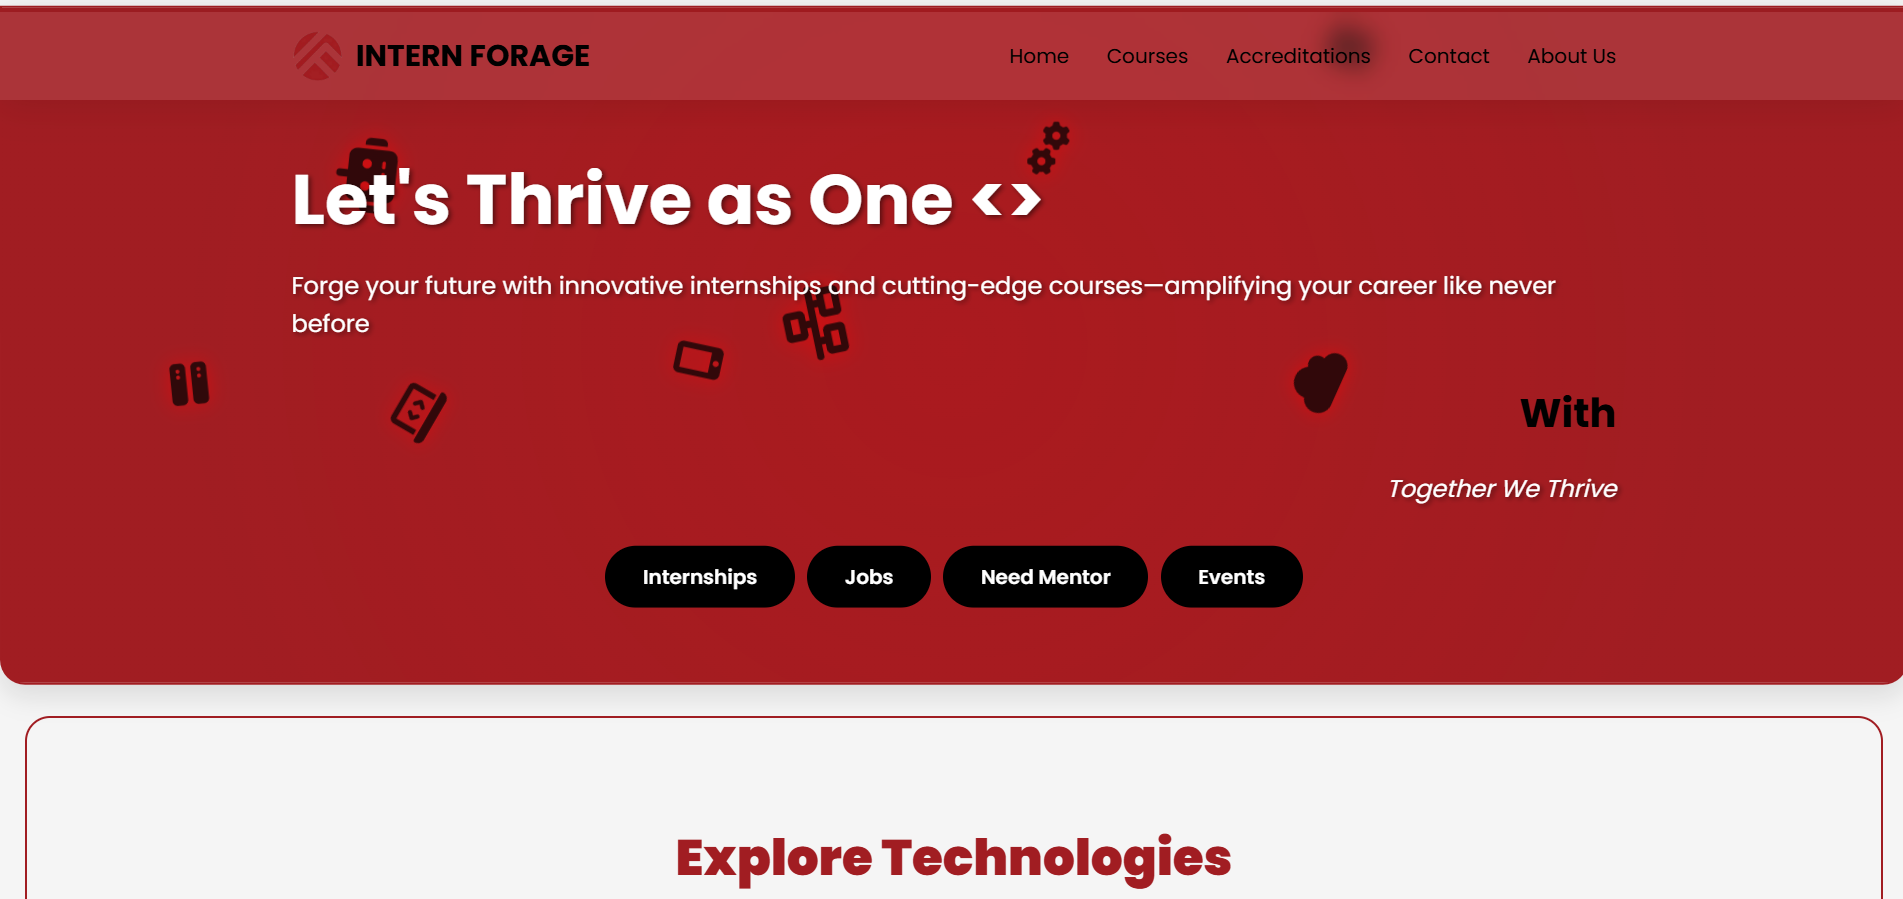 INTERN FORAGE
Home Courses Accreditations Contact About Us
Let's Thrive as One <>
Forge your future with innovative internships and cutting-edge courses—amplifying your career like never
before
With
Together We Thrive
Internships Jobs Need Mentor Events
Explore Technologies